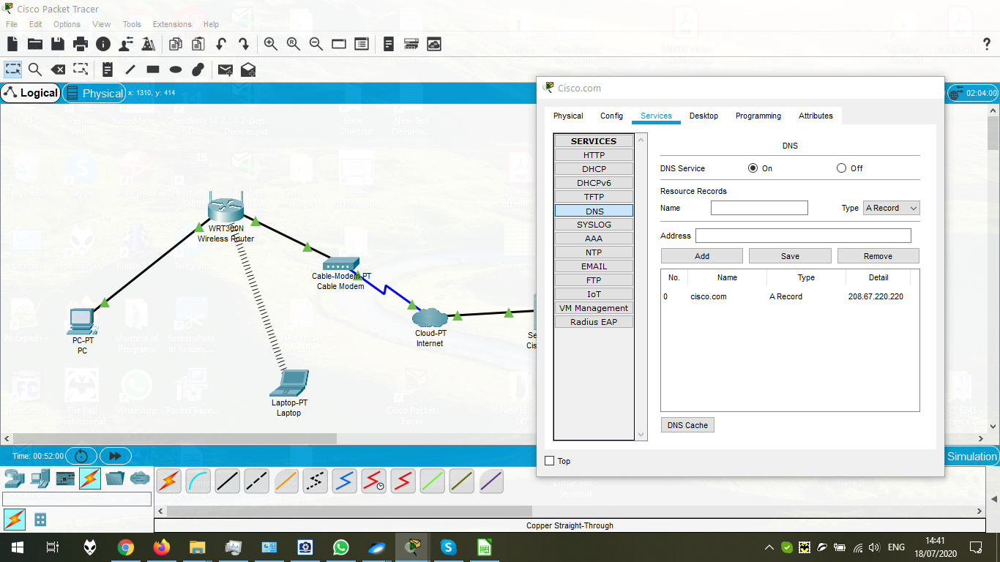 Cisco Packet Tracer
File Edit Options View Tools Extensions Help
Logical
Physical x: 1310, y: 414
02:04:00
WRT300N
Wireless Router
Cable-Modem-PT
Cable Modem
Cloud-PT
Internet
PC-PT
PC
Laptop-PT
Laptop
Se
Cis
Cisco.com
Physical Config Services Desktop Programming Attributes
SERVICES
HTTP
DHCP
DHCPv6
TFTP
DNS
SYSLOG
AAA
NTP
EMAIL
FTP
IoT
VM Management
Radius EAP
DNS
DNS Service On Off
Resource Records
Name Type A Record
Address
Add Save Remove
No. Name Type Detail
0 cisco.com A Record 208.67.220.220
DNS Cache
Top
Time: 00:52:00
Simulation
Copper Straight-Through
ENG
14:41
18/07/2020